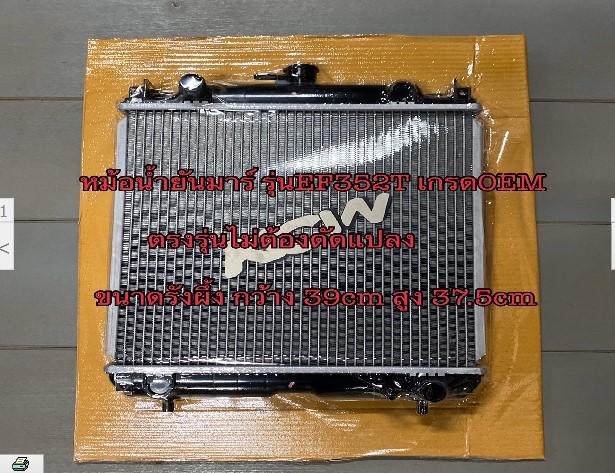 หม้อน้ำยันมาร์ รุ่นEF352T เกรดOEM
ตรงรุ่นไม่ต้องดัดแปลง
ขนาดรังผึ้ง กว้าง 39cm สูง 37.5cm
1
<